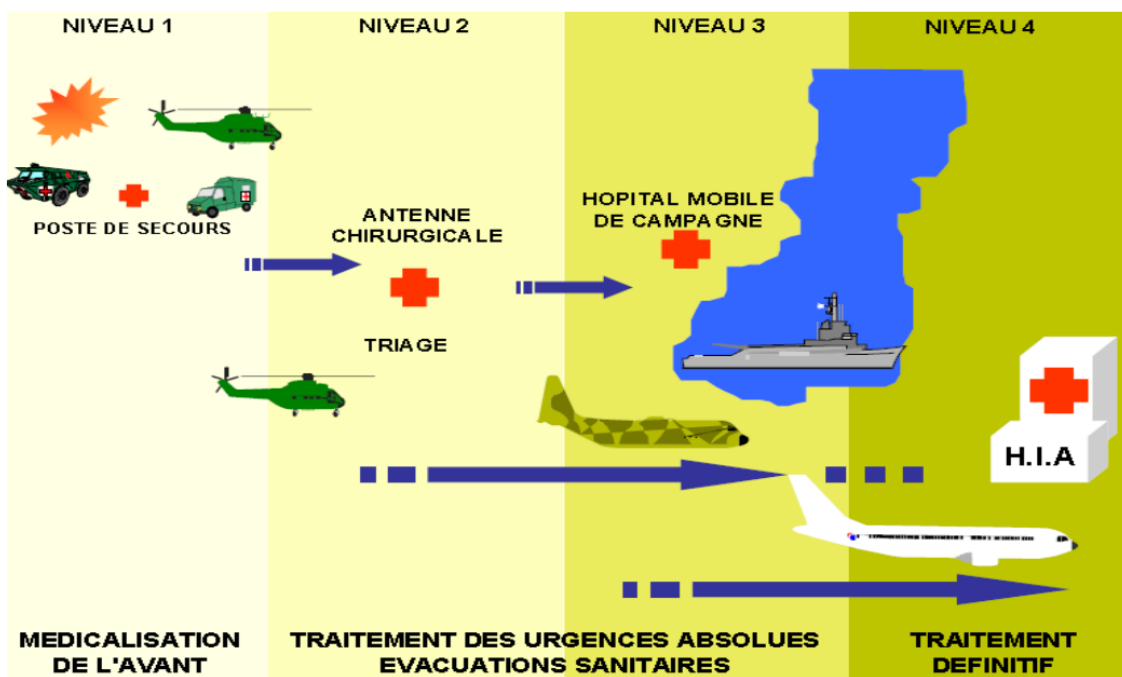 NIVEAU 1
NIVEAU 2
NIVEAU 3
NIVEAU 4
POSTE DE SECOURS
ANTENNE
CHIRURGICALE
TRIAGE
HOPITAL MOBILE
DE CAMPAGNE
H.I.A
MEDICALISATION
DE L'AVANT
TRAITEMENT DES URGENCES ABSOLUES
EVACUATIONS SANITAIRES
TRAITEMENT
DEFINITIF